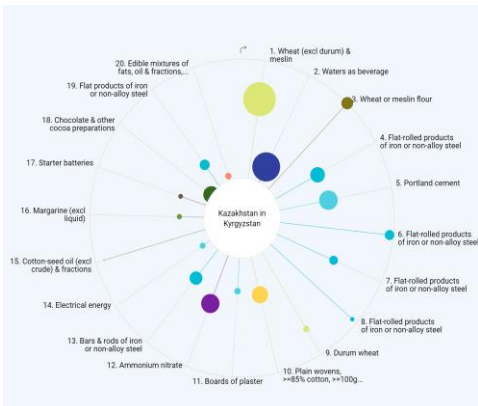 1. Wheat (excl durum) &
meslin
2. Waters as beverage
3. Wheat or meslin flour
4. Flat-rolled products
of iron or non-alloy steel
5. Portland cement
6. Flat-rolled products
of iron or non-alloy steel
7. Flat-rolled products
of iron or non-alloy steel
8. Flat-rolled products
of iron or non-alloy steel
9. Durum wheat
10. Plain wovens,
>=85% cotton, >=100g...
11. Boards of plaster
12. Ammonium nitrate
13. Bars & rods of iron
or non-alloy steel
14. Electrical energy
15. Cotton-seed oil (excl
crude) & fractions
16. Margarine (excl
liquid)
17. Starter batteries
18. Chocolate & other
cocoa preparations
19. Flat products of iron
or non-alloy steel
20. Edible mixtures of
fats, oil & fractions,...
Kazakhstan in
Kyrgyzstan